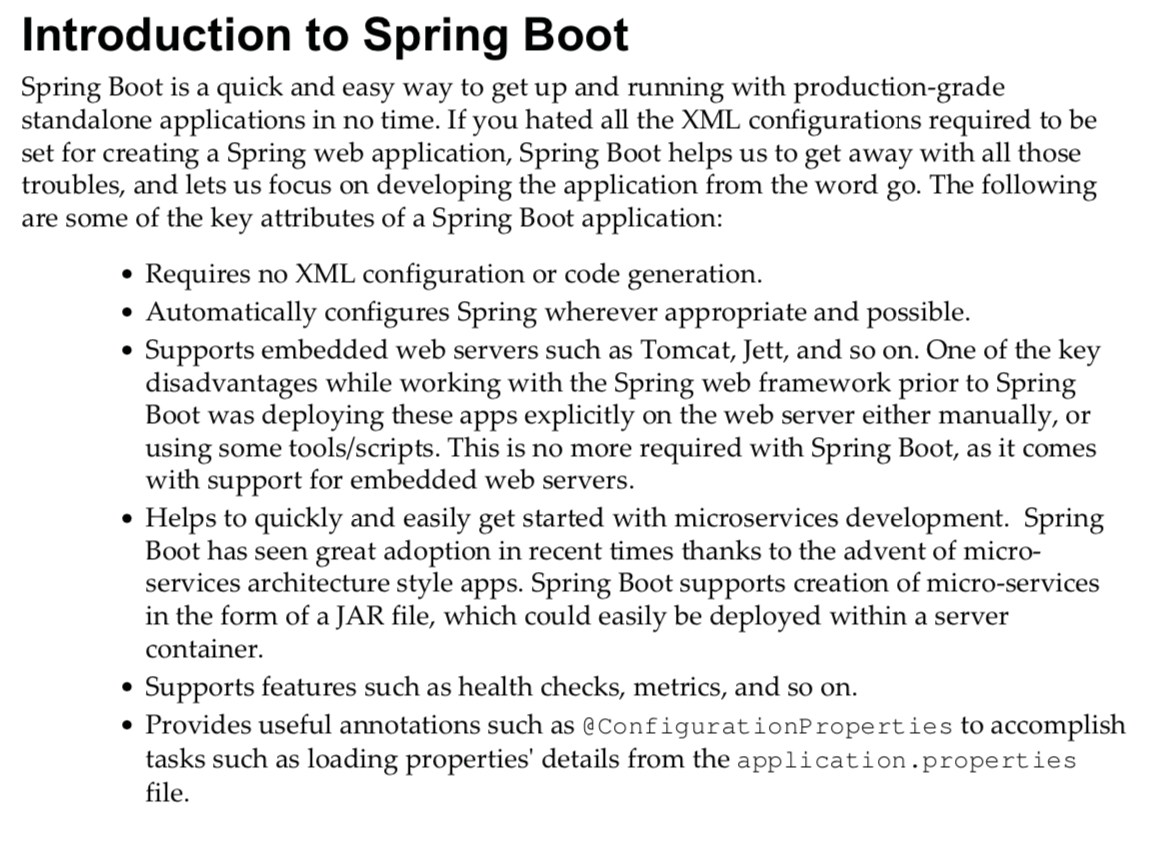 Introduction to Spring Boot
Spring Boot is a quick and easy way to get up and running with production-grade
standalone applications in no time. If you hated all the XML configurations required to be
set for creating a Spring web application, Spring Boot helps us to get away with all those
troubles, and lets us focus on developing the application from the word go. The following
are some of the key attributes of a Spring Boot application:
• Requires no XML configuration or code generation.
• Automatically configures Spring wherever appropriate and possible.
• Supports embedded web servers such as Tomcat, Jett, and so on. One of the key
disadvantages while working with the Spring web framework prior to Spring
Boot was deploying these apps explicitly on the web server either manually, or
using some tools/scripts. This is no more required with Spring Boot, as it comes
with support for embedded web servers.
• Helps to quickly and easily get started with microservices development.  Spring
Boot has seen great adoption in recent times thanks to the advent of micro-
services architecture style apps. Spring Boot supports creation of micro-services
in the form of a JAR file, which could easily be deployed within a server
container.
• Supports features such as health checks, metrics, and so on.
• Provides useful annotations such as @ConfigurationProperties to accomplish
tasks such as loading properties' details from the application.properties
file.